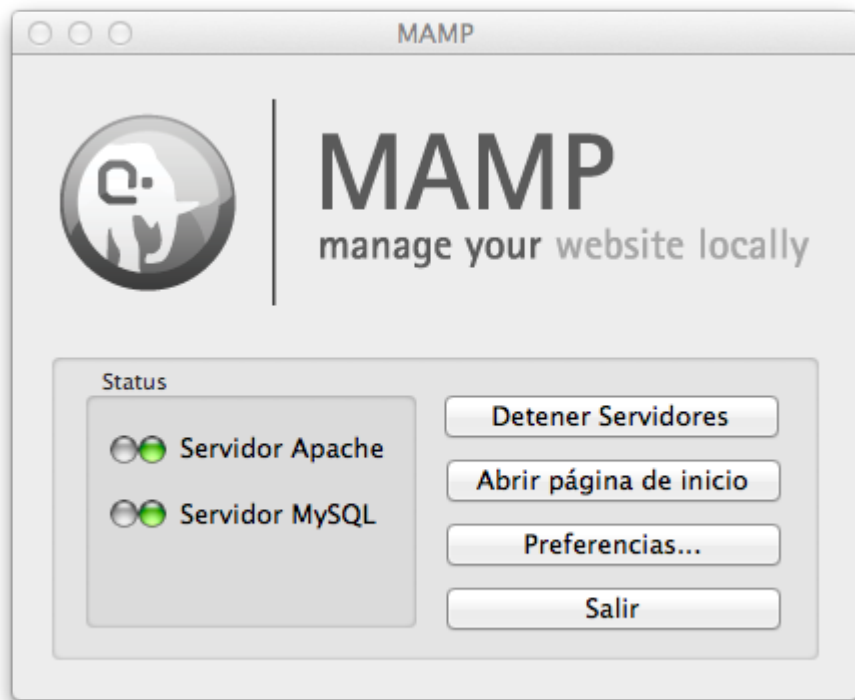 MAMP
MAMP
manage your website locally
Status
Servidor Apache
Servidor MySQL
Detener Servidores
Abrir página de inicio
Preferencias...
Salir